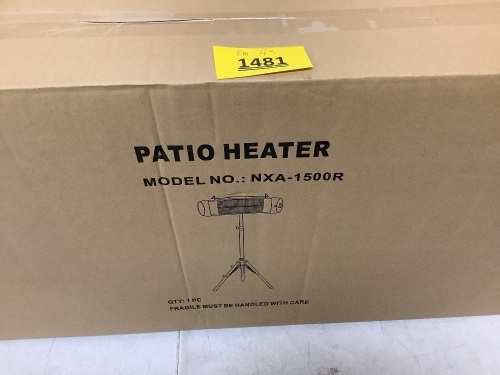 1481
PATIO HEATER
MODEL NO.: NXA-1500R
QTY: 1 PC
FRAGILE MUST BE HANDLED WITH CARE